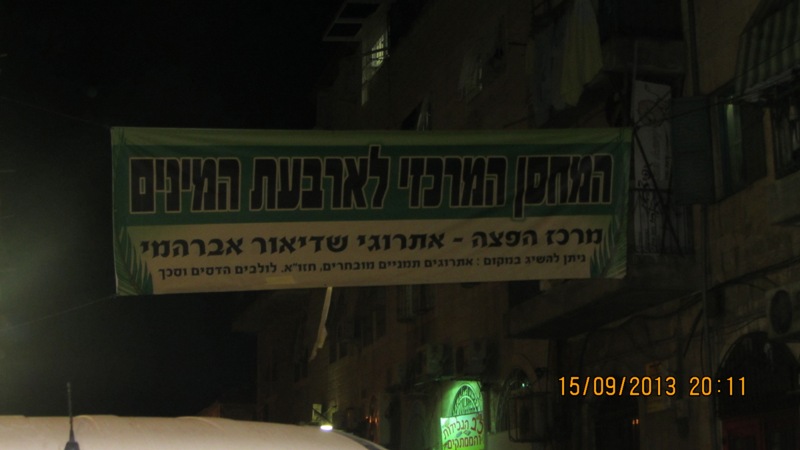 המחסן המרכזי לארבעת המינים
מרכז הפצה - אתרוגי שדיאור אברהמי
ניתן להשיג במקום : אתרוגים תמניים מובחרים, חזו"א. לולבים הדסים וסכך
15/09/2013 20:11